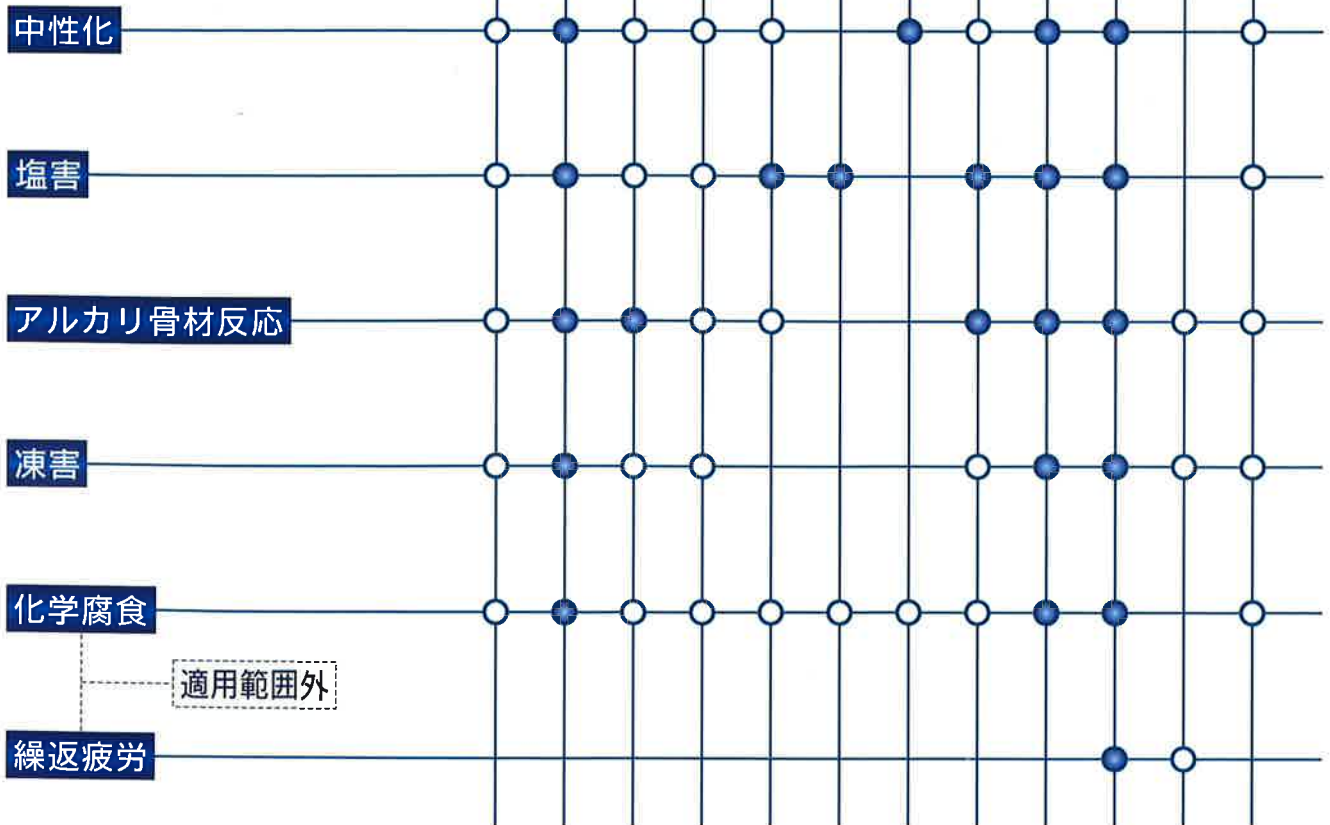 中性化
塩害
アルカリ骨材反応
凍害
化学腐食
適用範囲外
繰返疲労